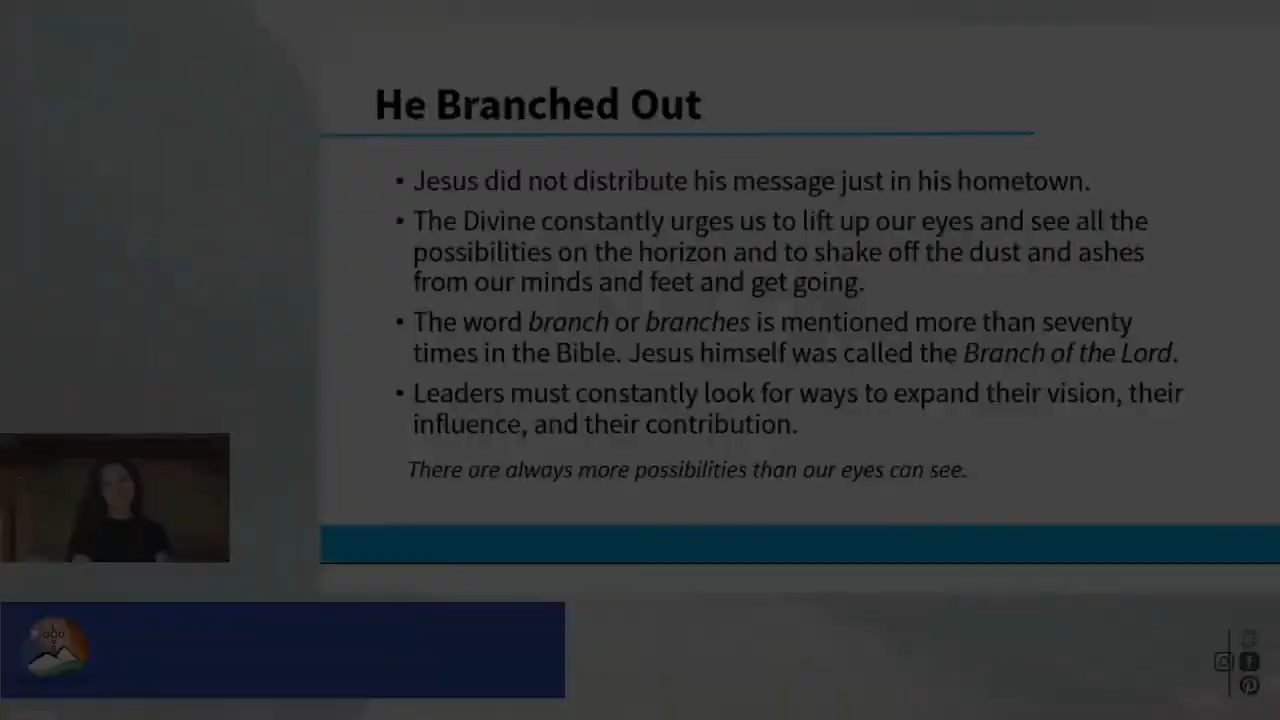 He Branched Out
• Jesus did not distribute his message just in his hometown.
• The Divine constantly urges us to lift up our eyes and see all the
possibilities on the horizon and to shake off the dust and ashes
from our minds and feet and get going.
• The word branch or branches is mentioned more than seventy
times in the Bible. Jesus himself was called the Branch of the Lord.
• Leaders must constantly look for ways to expand their vision, their
influence, and their contribution.
There are always more possibilities than our eyes can see.